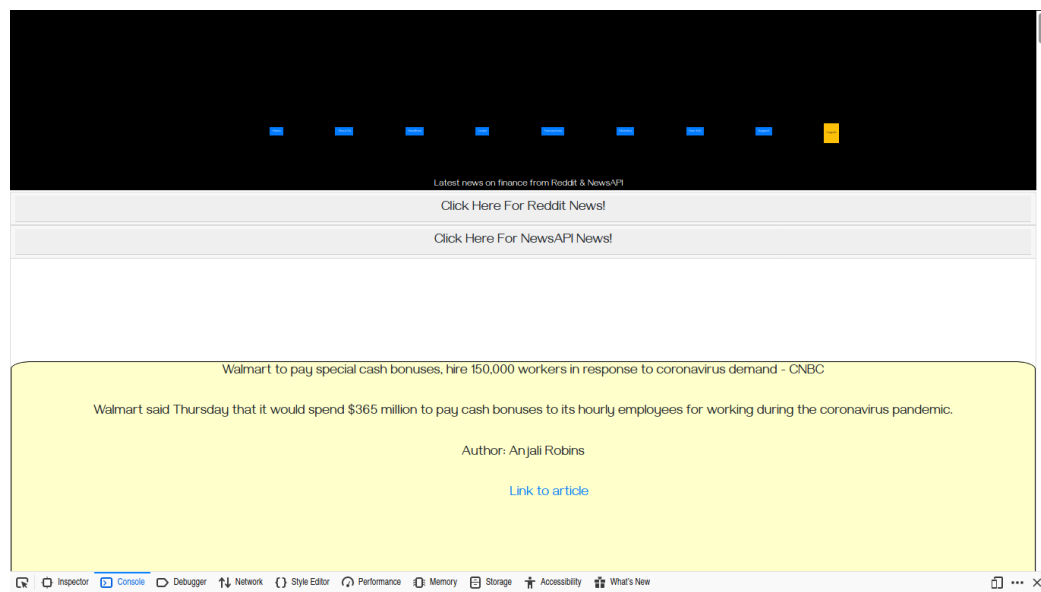 Latest news on finance from Reddit & NewsAPI
Click Here For Reddit News!
Click Here For NewsAPI News!
Walmart to pay special cash bonuses, hire 150,000 workers in response to coronavirus demand - CNBC
Walmart said Thursday that it would spend $365 million to pay cash bonuses to its hourly employees for working during the coronavirus pandemic.
Author: Anjali Robins
Link to article
Inspector Console Debugger Network Style Editor Performance Memory Storage Accessibility What's New